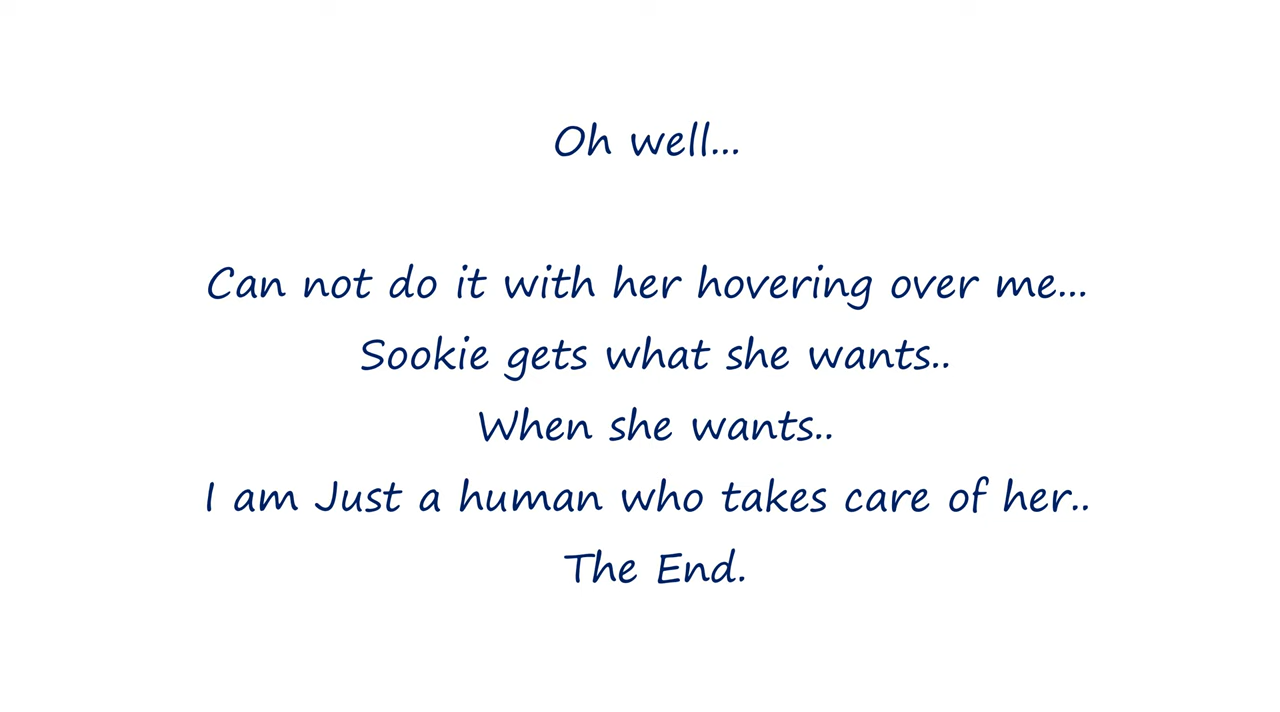 Oh well...
Can not do it with her hovering over me...
Sookie gets what she wants..
When she wants..
I am Just a human who takes care of her..
The End.